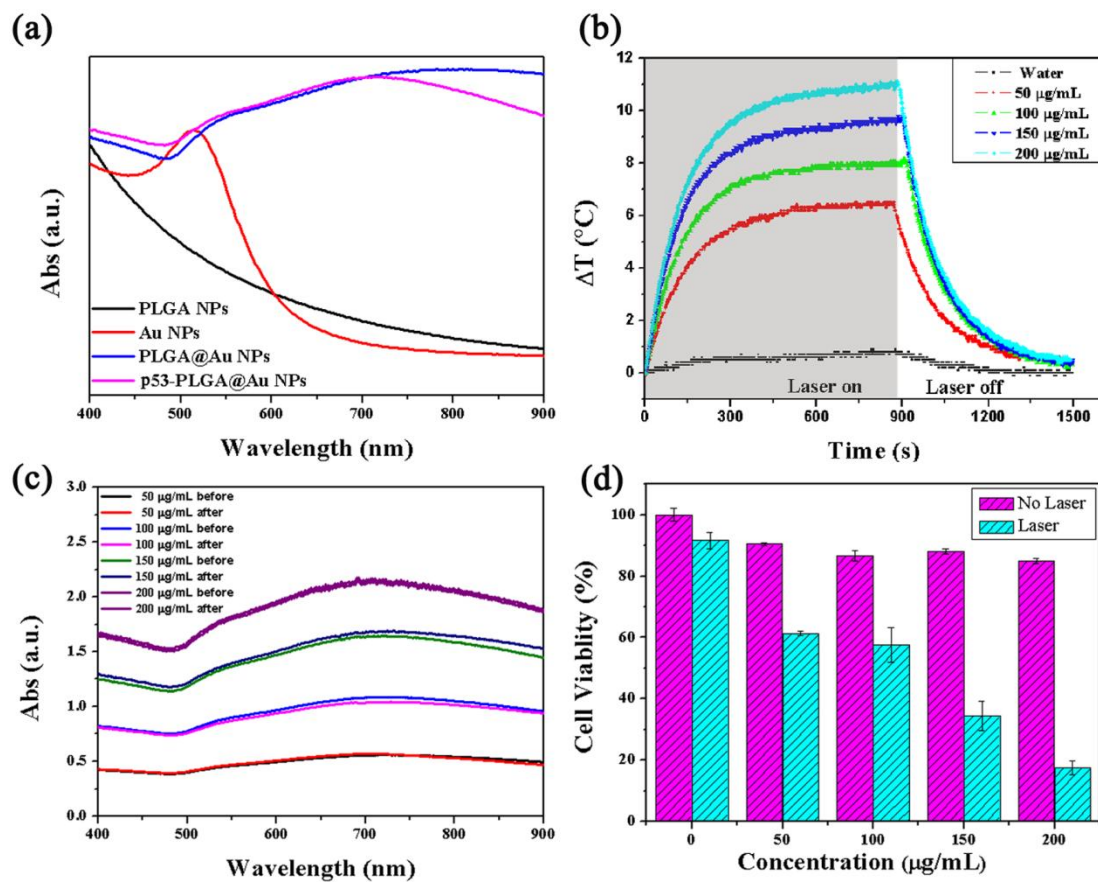 (a)
Abs (a.u.)
PLGA NPs
Au NPs
PLGA@Au NPs
p53-PLGA@Au NPs
400 500 600 700 800 900
Wavelength (nm)
(b)
ΔT (°C)
12
10
8
6
4
2
0
Water
50 μg/mL
100 μg/mL
150 μg/mL
200 μg/mL
Laser on
Laser off
0 300 600 900 1200 1500
Time (s)
(c)
Abs (a.u.)
3.0
2.5
2.0
1.5
1.0
0.5
0.0
50 μg/mL before
50 μg/mL after
100 μg/mL before
100 μg/mL after
150 μg/mL before
150 μg/mL after
200 μg/mL before
200 μg/mL after
400 500 600 700 800 900
Wavelength (nm)
(d)
Cell Viablity (%)
100
80
60
40
20
0
No Laser
Laser
0 50 100 150 200
Concentration (μg/mL)